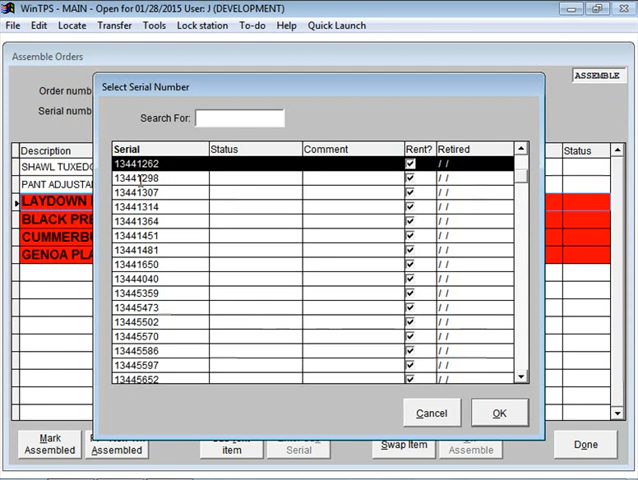 WinTPS - MAIN - Open for 01/28/2015 User: J (DEVELOPMENT)
File Edit Locate Transfer Tools Lock station To-do Help Quick Launch
Assemble Orders
ASSEMBLE
Order numb
Serial numb
Description Status
SHAWL TUXEDO
PANT ADJUSTA
LAYDOWN
BLACK PRE
CUMMERBU
GENOA PLA
Select Serial Number
Search For:
Serial Status Comment Rent? Retired
13441262 / /
13441298 / /
13441307 / /
13441314 / /
13441364 / /
13441451 / /
13441481 / /
13441650 / /
13444040 / /
13445359 / /
13445473 / /
13445502 / /
13445570 / /
13445586 / /
13445597 / /
13445652 / /
Cancel OK
Mark Assembled
Assembled
item
Serial
Swap Item
Assemble
Done